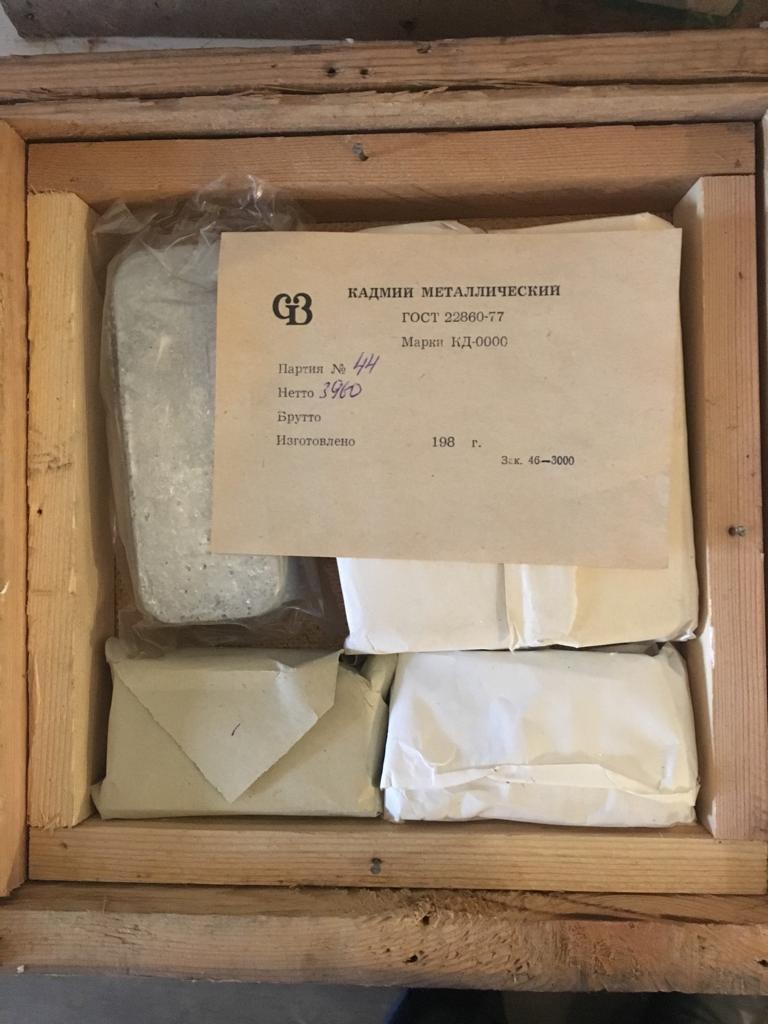 СВЗ
КАДМИЙ МЕТАЛЛИЧЕСКИЙ
ГОСТ 22860-77
Марки КД-0000
Партия № 44
Нетто 3960
Брутто
Изготовлено 198 г.
Зак. 46—3000